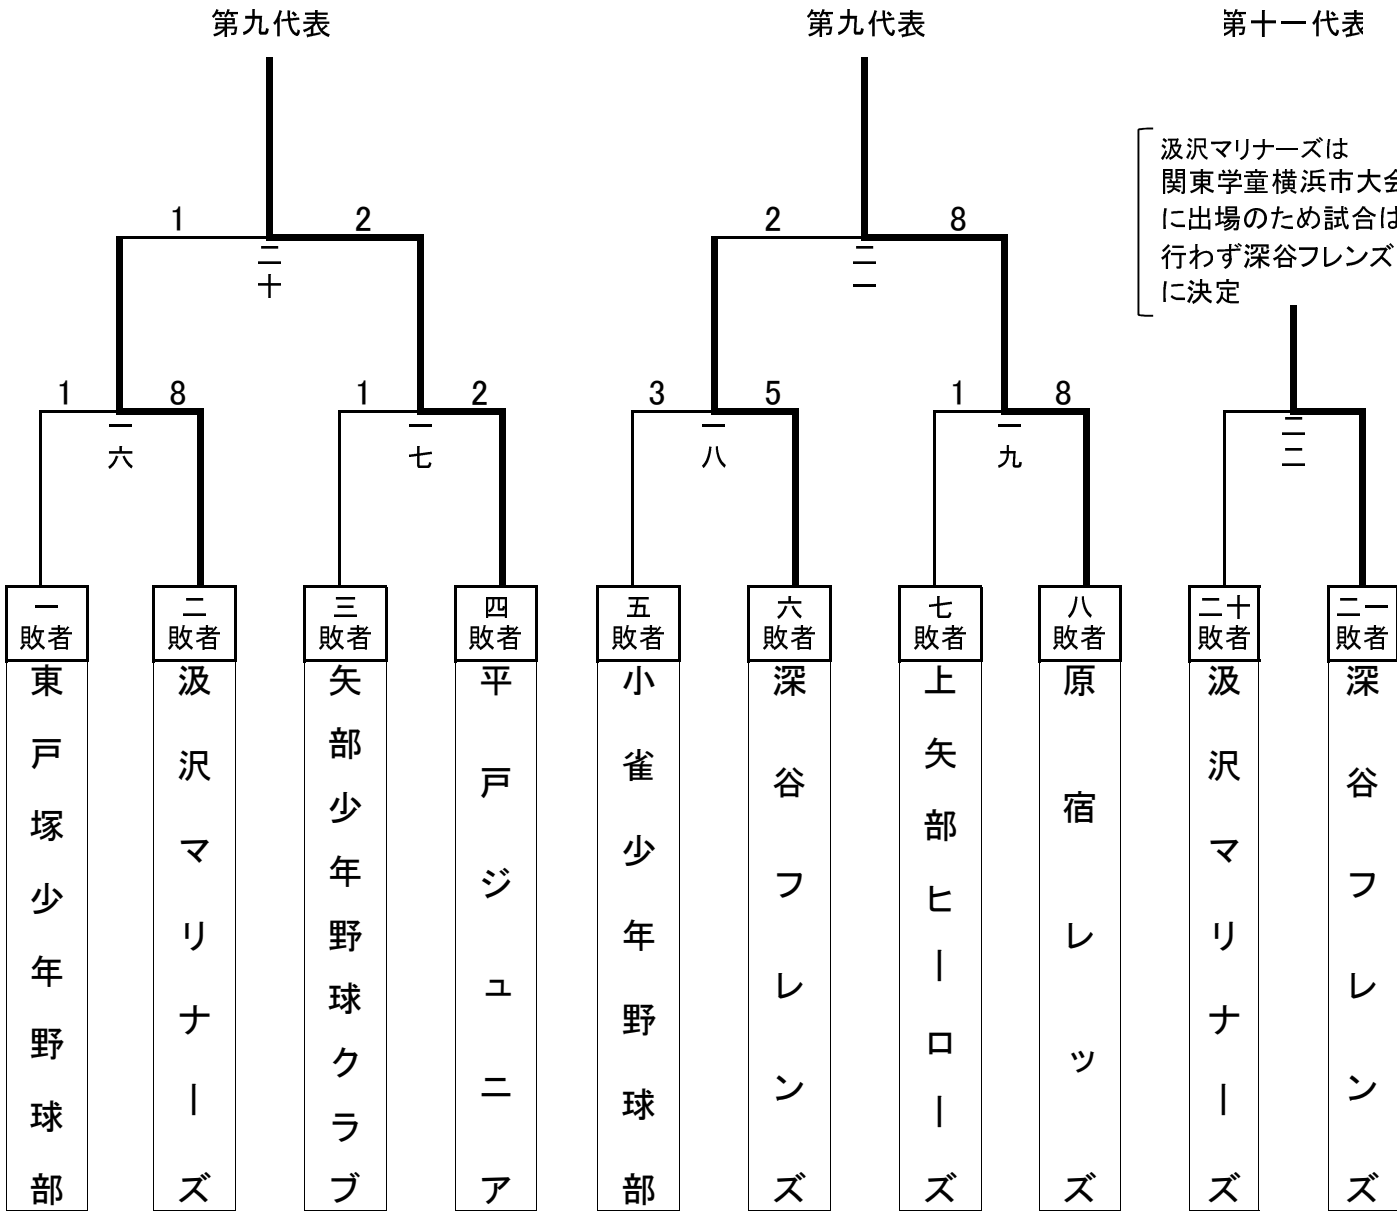 第九代表
第九代表
第十一代表
汲沢マリナーズは
関東学童横浜市大会
に出場のため試合は
行わず深谷フレンズ
に決定
1
2
2
8
二十
二一
1
8
1
2
3
5
1
8
一六
一七
一八
一九
二二
一
敗者
二
敗者
三
敗者
四
敗者
五
敗者
六
敗者
七
敗者
八
敗者
二十
敗者
二一
敗者
東戸塚少年野球部
汲沢マリナーズ
矢部少年野球クラブ
平戸ジュニア
小雀少年野球部
深谷フレンズ
上矢部ヒーローズ
原宿レッズ
汲沢マリナーズ
深谷フレンズ